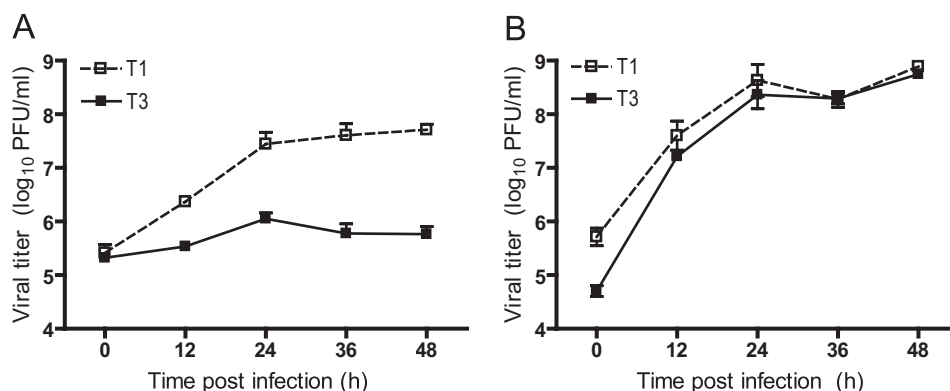 A
B
9
8
7
6
5
4
Viral titer (log10 PFU/ml)
T1
T3
0 12 24 36 48
Time post infection (h)
9
8
7
6
5
4
Viral titer (log10 PFU/ml)
T1
T3
0 12 24 36 48
Time post infection (h)